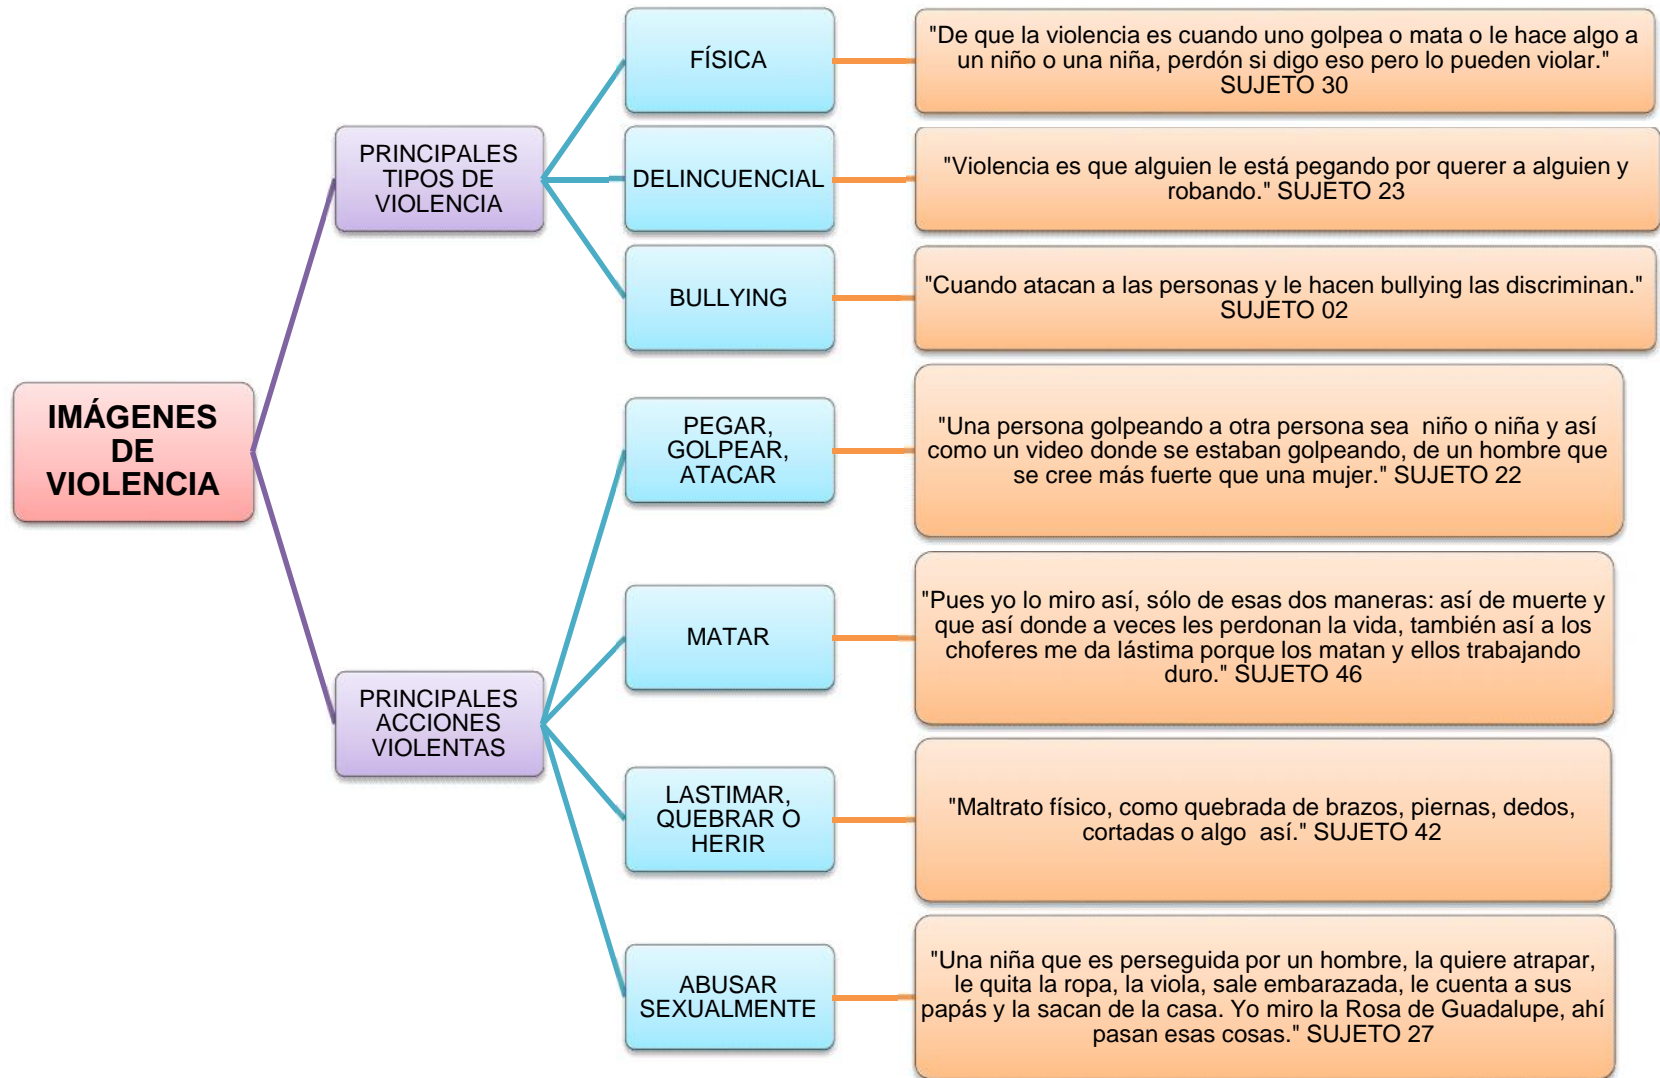 IMÁGENES
DE
VIOLENCIA
PRINCIPALES
TIPOS DE
VIOLENCIA
FÍSICA
"De que la violencia es cuando uno golpea o mata o le hace algo a
un niño o una niña, perdón si digo eso pero lo pueden violar."
SUJETO 30
DELINCUENCIAL
"Violencia es que alguien le está pegando por querer a alguien y
robando." SUJETO 23
BULLYING
"Cuando atacan a las personas y le hacen bullying las discriminan."
SUJETO 02
PRINCIPALES
ACCIONES
VIOLENTAS
PEGAR,
GOLPEAR,
ATACAR
"Una persona golpeando a otra persona sea  niño o niña y así
como un video donde se estaban golpeando, de un hombre que
se cree más fuerte que una mujer." SUJETO 22
MATAR
"Pues yo lo miro así, sólo de esas dos maneras: así de muerte y
que así donde a veces les perdonan la vida, también así a los
choferes me da lástima porque los matan y ellos trabajando
duro." SUJETO 46
LASTIMAR,
QUEBRAR O
HERIR
"Maltrato físico, como quebrada de brazos, piernas, dedos,
cortadas o algo  así." SUJETO 42
ABUSAR
SEXUALMENTE
"Una niña que es perseguida por un hombre, la quiere atrapar,
le quita la ropa, la viola, sale embarazada, le cuenta a sus
papás y la sacan de la casa. Yo miro la Rosa de Guadalupe, ahí
pasan esas cosas." SUJETO 27